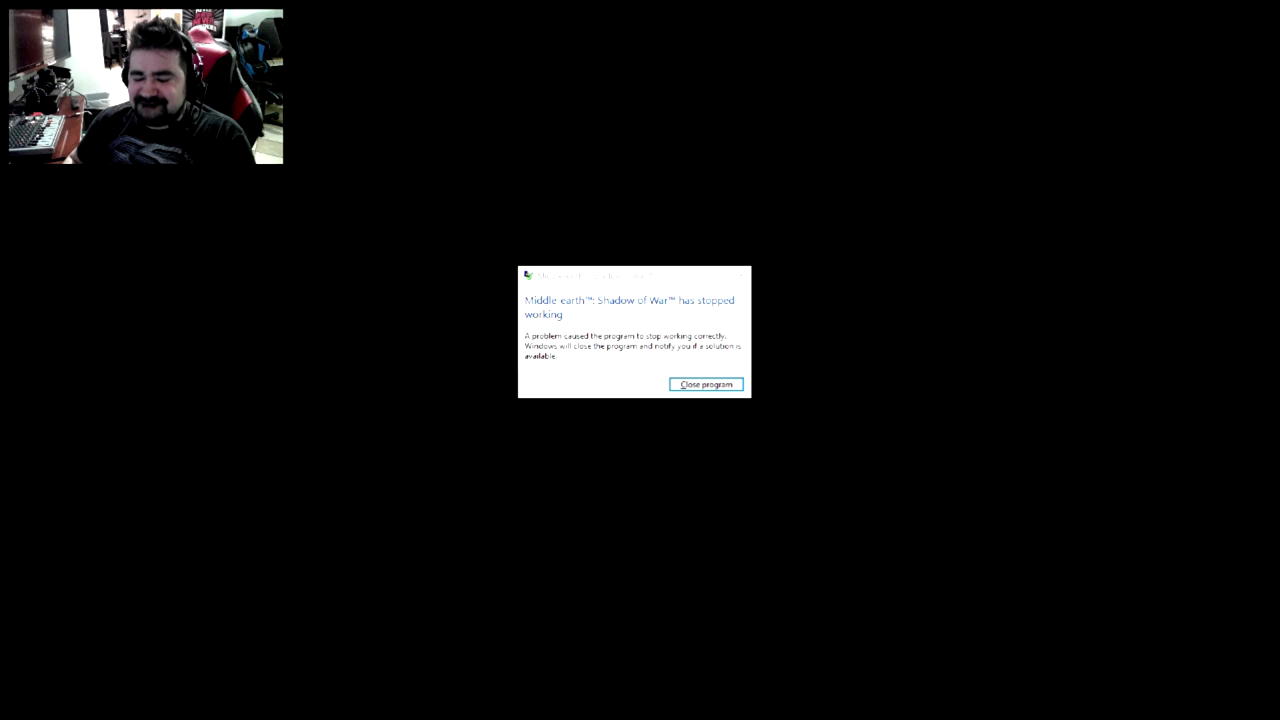 Middle-earth™: Shadow of War™ has stopped
working
A problem caused the program to stop working correctly.
Windows will close the program and notify you if a solution is
available.
Close program